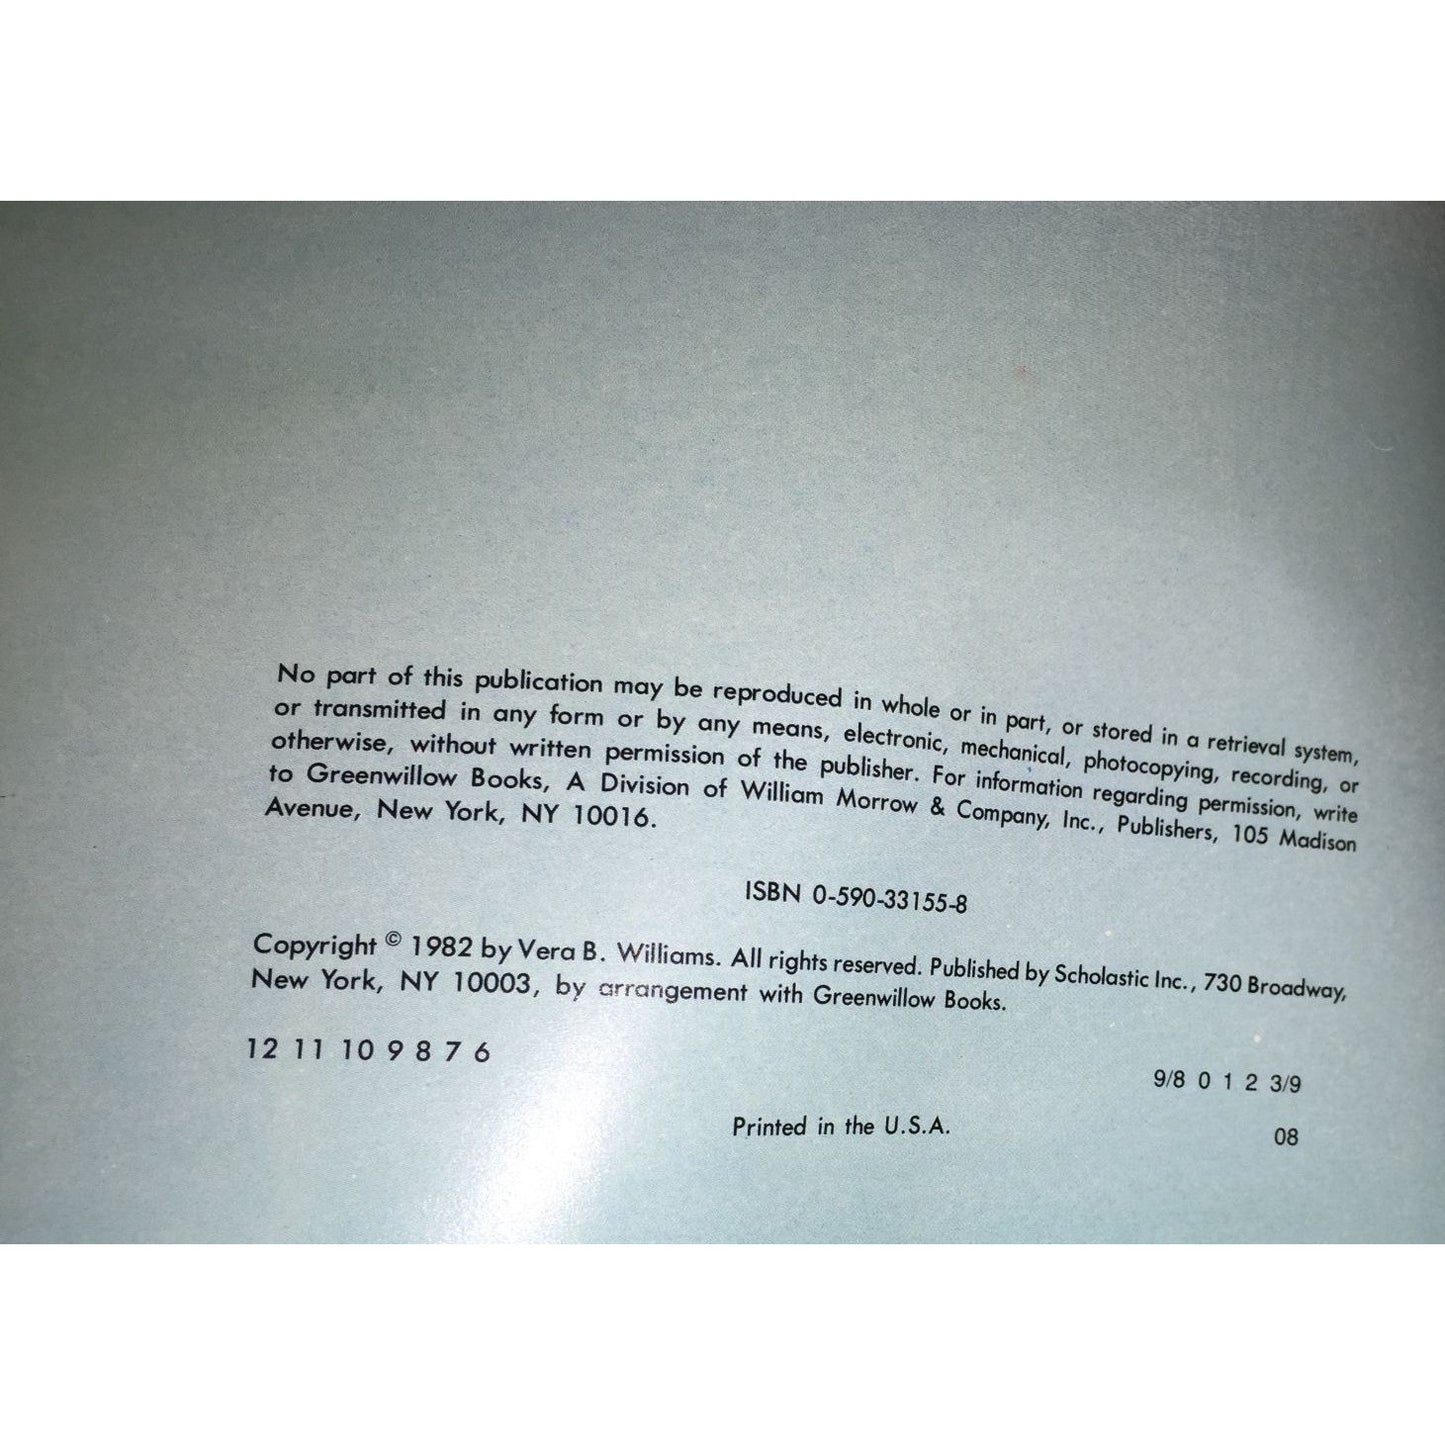 No part of this publication may be reproduced in whole or in part, or stored in a retrieval system,
or transmitted in any form or by any means, electronic, mechanical, photocopying, recording, or
otherwise, without written permission of the publisher. For information regarding permission, write
to Greenwillow Books, A Division of William Morrow & Company, Inc., Publishers, 105 Madison
Avenue, New York, NY 10016.
ISBN 0-590-33155-8
Copyright © 1982 by Vera B. Williams. All rights reserved. Published by Scholastic Inc., 730 Broadway,
New York, NY 10003, by arrangement with Greenwillow Books.
12 11 10 9 8 7 6
9/8 0 1 2 3/9
Printed in the U.S.A.
08